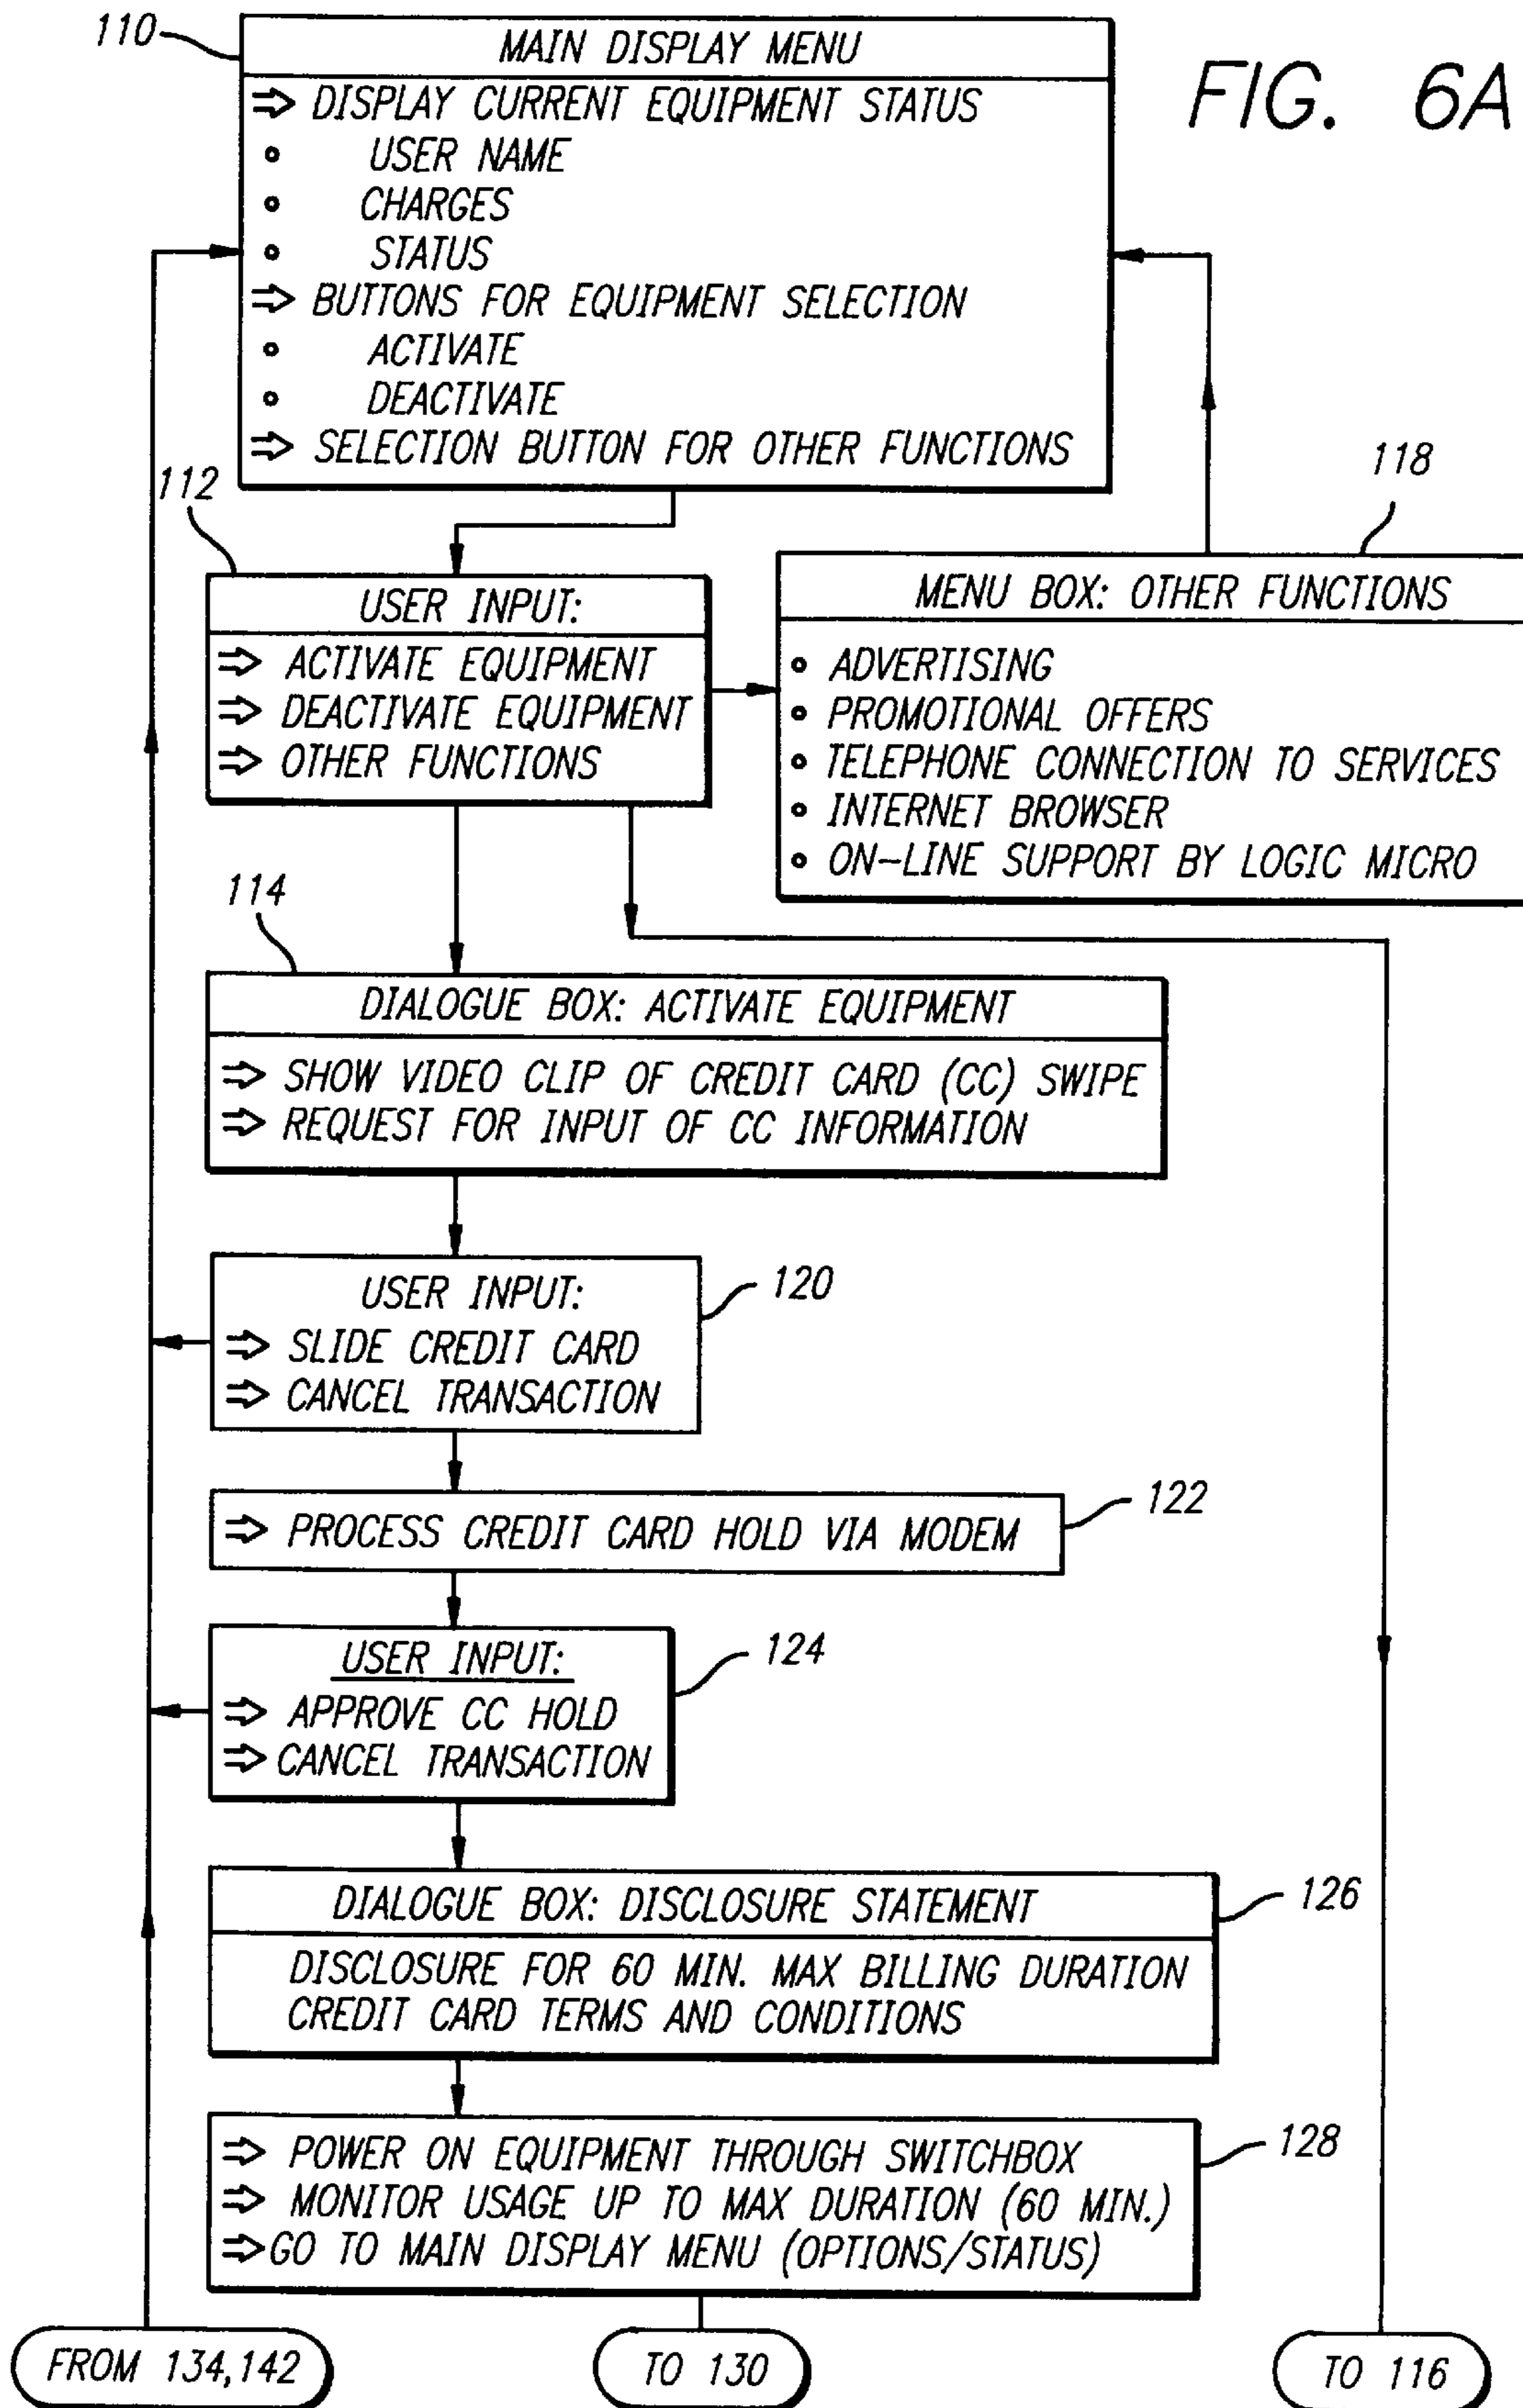 110
MAIN DISPLAY MENU
FIG. 6A
⇒ DISPLAY CURRENT EQUIPMENT STATUS
• USER NAME
• CHARGES
• STATUS
⇒ BUTTONS FOR EQUIPMENT SELECTION
• ACTIVATE
• DEACTIVATE
⇒ SELECTION BUTTON FOR OTHER FUNCTIONS
112
USER INPUT:
⇒ ACTIVATE EQUIPMENT
⇒ DEACTIVATE EQUIPMENT
⇒ OTHER FUNCTIONS
118
MENU BOX: OTHER FUNCTIONS
• ADVERTISING
• PROMOTIONAL OFFERS
• TELEPHONE CONNECTION TO SERVICES
• INTERNET BROWSER
• ON-LINE SUPPORT BY LOGIC MICRO
114
DIALOGUE BOX: ACTIVATE EQUIPMENT
⇒ SHOW VIDEO CLIP OF CREDIT CARD (CC) SWIPE
⇒ REQUEST FOR INPUT OF CC INFORMATION
120
USER INPUT:
⇒ SLIDE CREDIT CARD
⇒ CANCEL TRANSACTION
122
⇒ PROCESS CREDIT CARD HOLD VIA MODEM
124
USER INPUT:
⇒ APPROVE CC HOLD
⇒ CANCEL TRANSACTION
126
DIALOGUE BOX: DISCLOSURE STATEMENT
DISCLOSURE FOR 60 MIN. MAX BILLING DURATION
CREDIT CARD TERMS AND CONDITIONS
128
⇒ POWER ON EQUIPMENT THROUGH SWITCHBOX
⇒ MONITOR USAGE UP TO MAX DURATION (60 MIN.)
⇒ GO TO MAIN DISPLAY MENU (OPTIONS/STATUS)
FROM 134,142
TO 130
TO 116